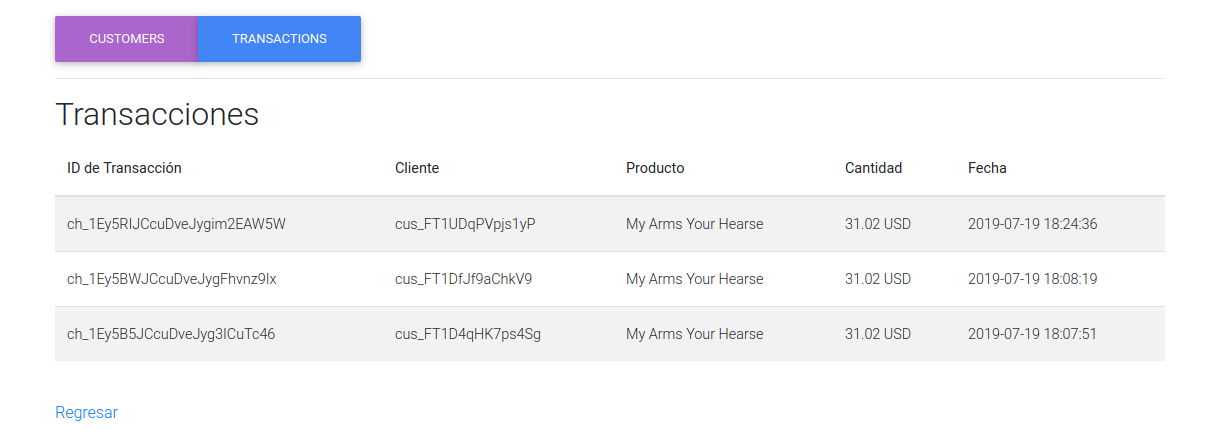 CUSTOMERS TRANSACTIONS
Transacciones
ID de Transacción Cliente Producto Cantidad Fecha
ch_1Ey5RIJCcuDveJygim2EAW5W cus_FT1UDqPVpjs1yP My Arms Your Hearse 31.02 USD 2019-07-19 18:24:36
ch_1Ey5BWJCcuDveJygFhvnz9Ix cus_FT1DfJf9aChkV9 My Arms Your Hearse 31.02 USD 2019-07-19 18:08:19
ch_1Ey5B5JCcuDveJyg3ICuTc46 cus_FT1D4qHK7ps4Sg My Arms Your Hearse 31.02 USD 2019-07-19 18:07:51
Regresar